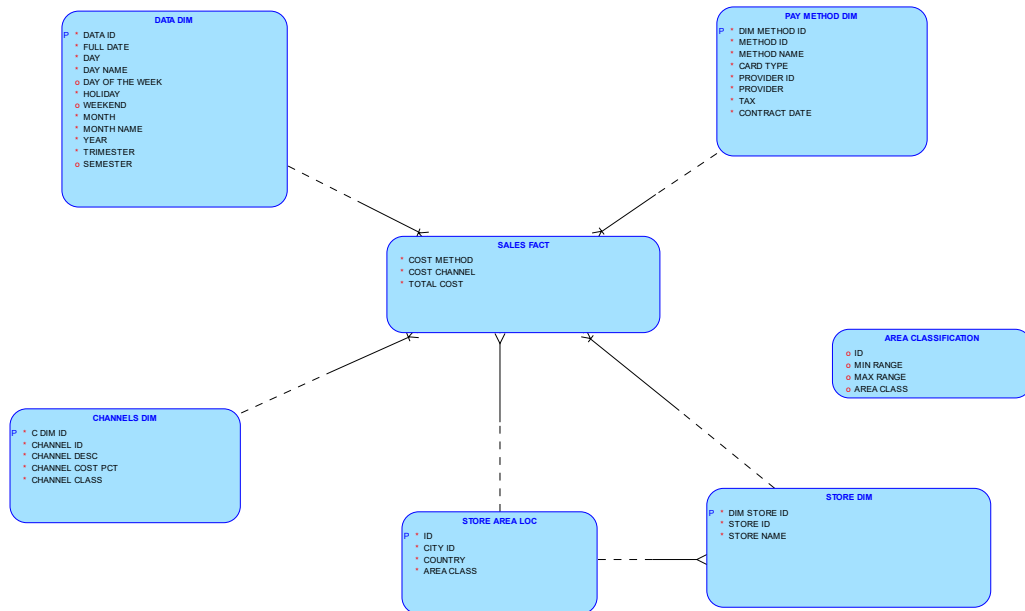 DATA DIM
P * DATA ID
* FULL DATE
* DAY
* DAY NAME
o DAY OF THE WEEK
* HOLIDAY
o WEEKEND
* MONTH
* MONTH NAME
* YEAR
* TRIMESTER
o SEMESTER
PAY METHOD DIM
P * DIM METHOD ID
* METHOD ID
* METHOD NAME
* CARD TYPE
* PROVIDER ID
* PROVIDER
* TAX
* CONTRACT DATE
SALES FACT
* COST METHOD
* COST CHANNEL
* TOTAL COST
AREA CLASSIFICATION
o ID
o MIN RANGE
o MAX RANGE
o AREA CLASS
CHANNELS DIM
P * C DIM ID
* CHANNEL ID
* CHANNEL DESC
* CHANNEL COST PCT
* CHANNEL CLASS
STORE AREA LOC
P * ID
* CITY ID
* COUNTRY
* AREA CLASS
STORE DIM
P * DIM STORE ID
* STORE ID
* STORE NAME